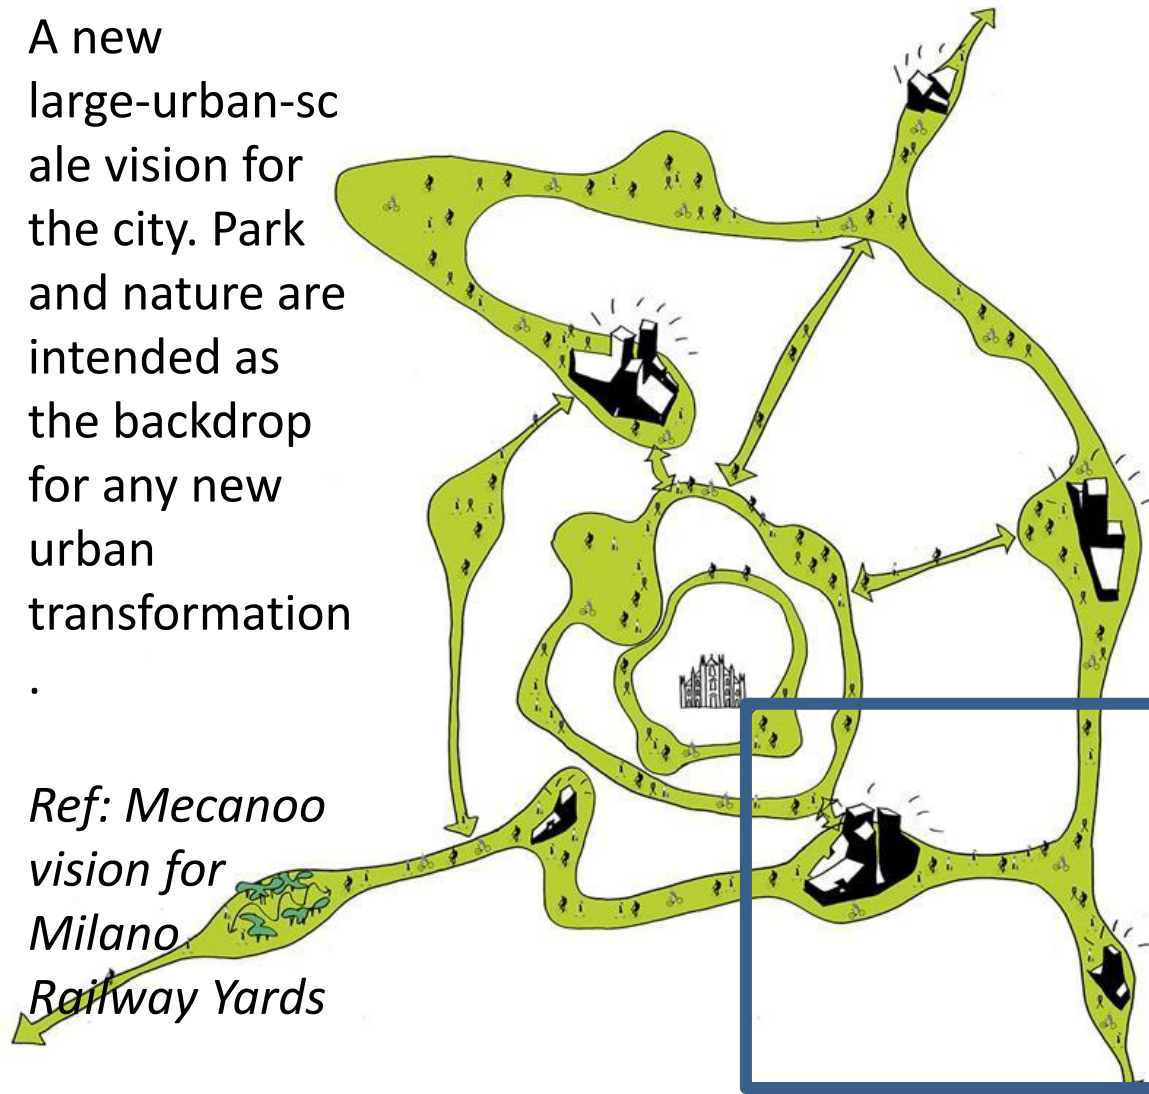 A new
large-urban-sc
ale vision for
the city. Park
and nature are
intended as
the backdrop
for any new
urban
transformation
.
Ref: Mecanoo
vision for
Milano
Railway Yards